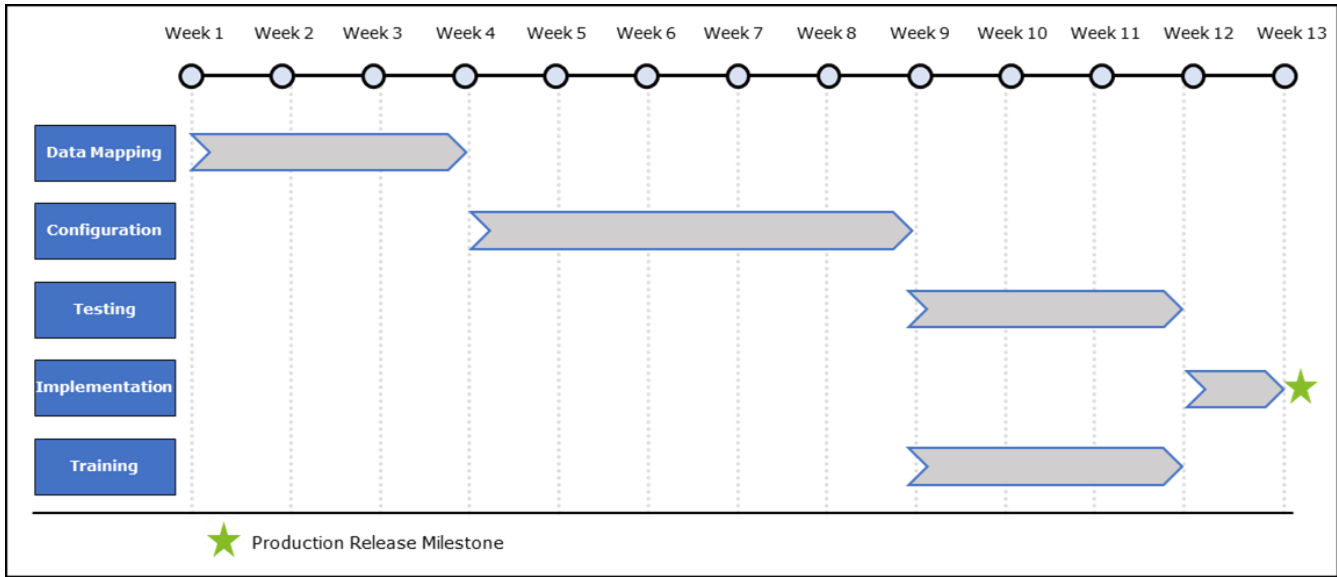 Week 1 Week 2 Week 3 Week 4 Week 5 Week 6 Week 7 Week 8 Week 9 Week 10 Week 11 Week 12 Week 13
Data Mapping
Configuration
Testing
Implementation
Training
Production Release Milestone